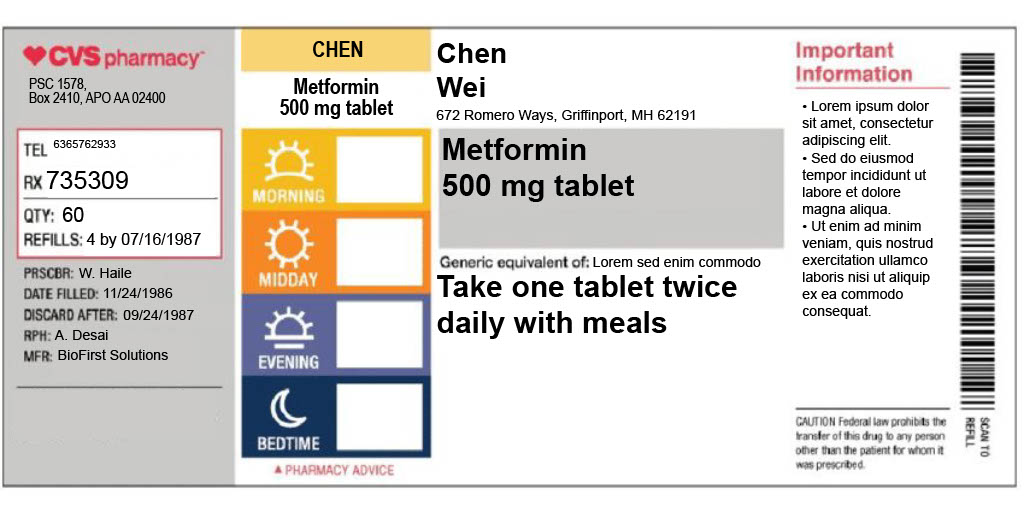 CVS pharmacy
PSC 1578,
Box 2410, APO AA 02400
TEL 6365762933
RX 735309
QTY: 60
REFILLS: 4 by 07/16/1987
PRSCBR: W. Haile
DATE FILLED: 11/24/1986
DISCARD AFTER: 09/24/1987
RPH: A. Desai
MFR: BioFirst Solutions
CHEN
Metformin
500 mg tablet
MORNING
MIDDAY
EVENING
BEDTIME
▲ PHARMACY ADVICE
Chen
Wei
672 Romero Ways, Griffinport, MH 62191
Metformin
500 mg tablet
Generic equivalent of: Lorem sed enim commodo
Take one tablet twice
daily with meals
Important
Information
• Lorem ipsum dolor
sit amet, consectetur
adipiscing elit.
• Sed do eiusmod
tempor incididunt ut
labore et dolore
magna aliqua.
• Ut enim ad minim
veniam, quis nostrud
exercitation ullamco
laboris nisi ut aliquip
ex ea commodo
consequat.
CAUTION Federal law prohibits the
transfer of this drug to any person
other than the patient for whom it
was prescribed.
SCAN TO
REFILL